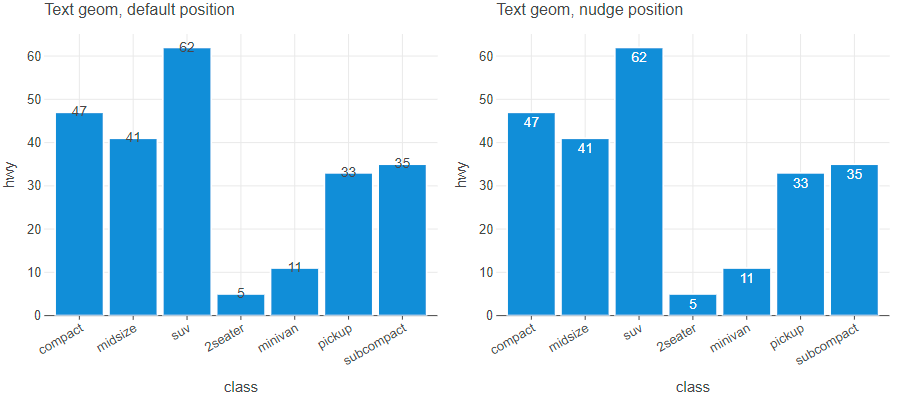 Text geom, default position
60
50
40
30
20
10
0
hwy
47
41
62
5
11
33
35
compact
midsize
suv
2seater
minivan
pickup
subcompact
class
Text geom, nudge position
60
50
40
30
20
10
0
hwy
47
41
62
5
11
33
35
compact
midsize
suv
2seater
minivan
pickup
subcompact
class